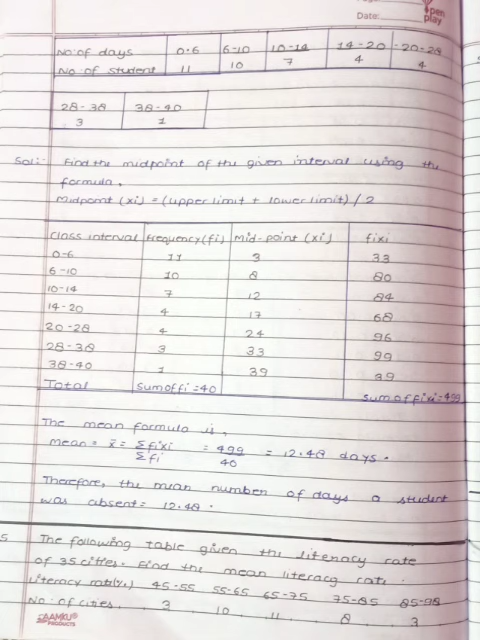 Date:
Open play
No. of days 0-6 6-10 10-14 14-20 20-28
No. of student 11 10 7 4 4
28-38 38-40
3 1
Sol:- Find the midpoint of the given interval using the
formula,
Midpoint (xi) = (upper limit + lower limit) / 2
Class interval Frequency (fi) Mid-point (xi) fixi
0-6 11 3 33
6-10 10 8 80
10-14 7 12 84
14-20 4 17 68
20-28 4 24 96
28-38 3 33 99
38-40 1 39 39
Total Sum of fi = 40 Sum of fixi = 499
The mean formula is,
mean = x̄ = Σfixi / Σfi = 499 / 40 = 12.48 days.
Therefore, the mean number of days a student
was absent = 12.48.
5 The following table given the literacy rate
of 35 cities. Find the mean literacy rate.
Literacy rate(%) 45-55 55-65 65-75 75-85 85-98
No. of cities. 3 10 11 8 3
SAAMKU PRODUCTS